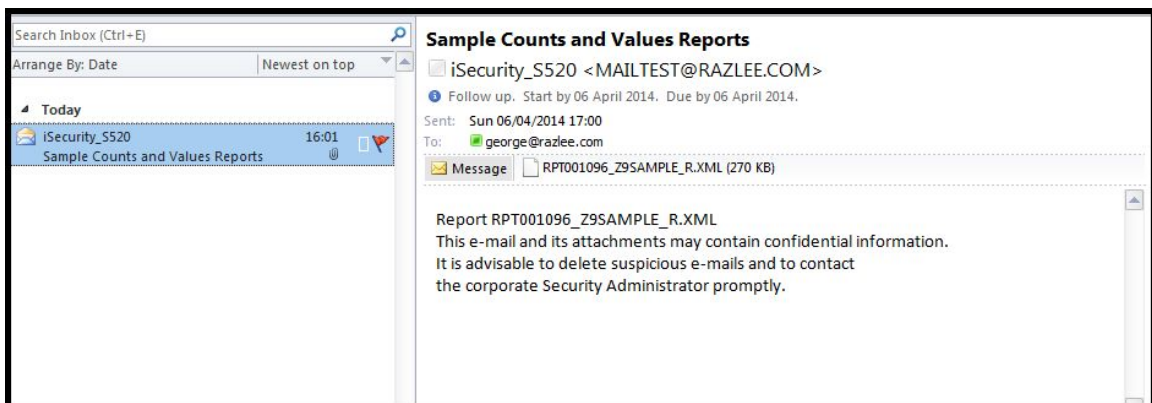 Search Inbox (Ctrl+E)
Arrange By: Date Newest on top
Today
iSecurity_S520 16:01
Sample Counts and Values Reports
Sample Counts and Values Reports
iSecurity_S520 <MAILTEST@RAZLEE.COM>
Follow up. Start by 06 April 2014. Due by 06 April 2014.
Sent: Sun 06/04/2014 17:00
To: george@razlee.com
Message RPT001096_Z9SAMPLE_R.XML (270 KB)
Report RPT001096_Z9SAMPLE_R.XML
This e-mail and its attachments may contain confidential information.
It is advisable to delete suspicious e-mails and to contact
the corporate Security Administrator promptly.